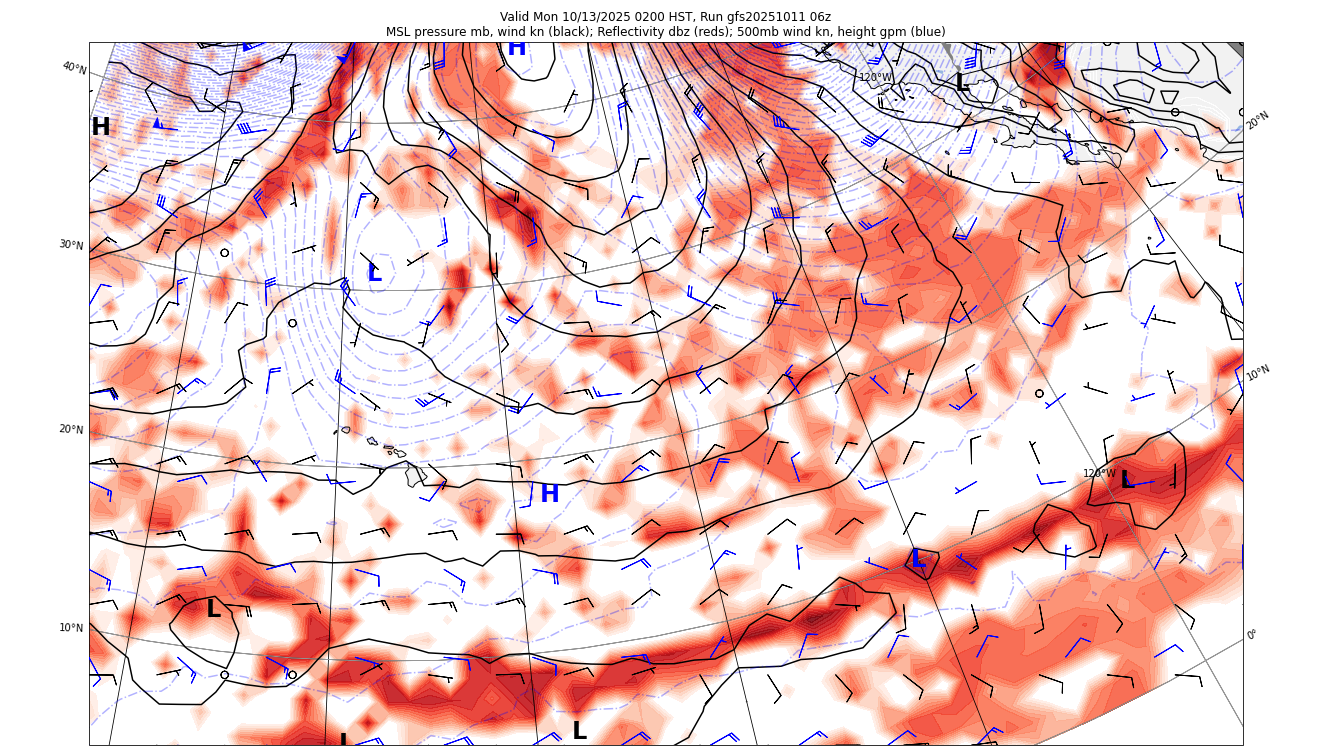 Valid Mon 10/13/2025 0200 HST, Run gfs20251011 06z
MSL pressure mb, wind kn (black); Reflectivity dbz (reds); 500mb wind kn, height gpm (blue)
H
40°N
120°W
L
H
20°N
30°N
L
10°N
20°N
120°W
L
H
L
L
10°N
0°
L
L